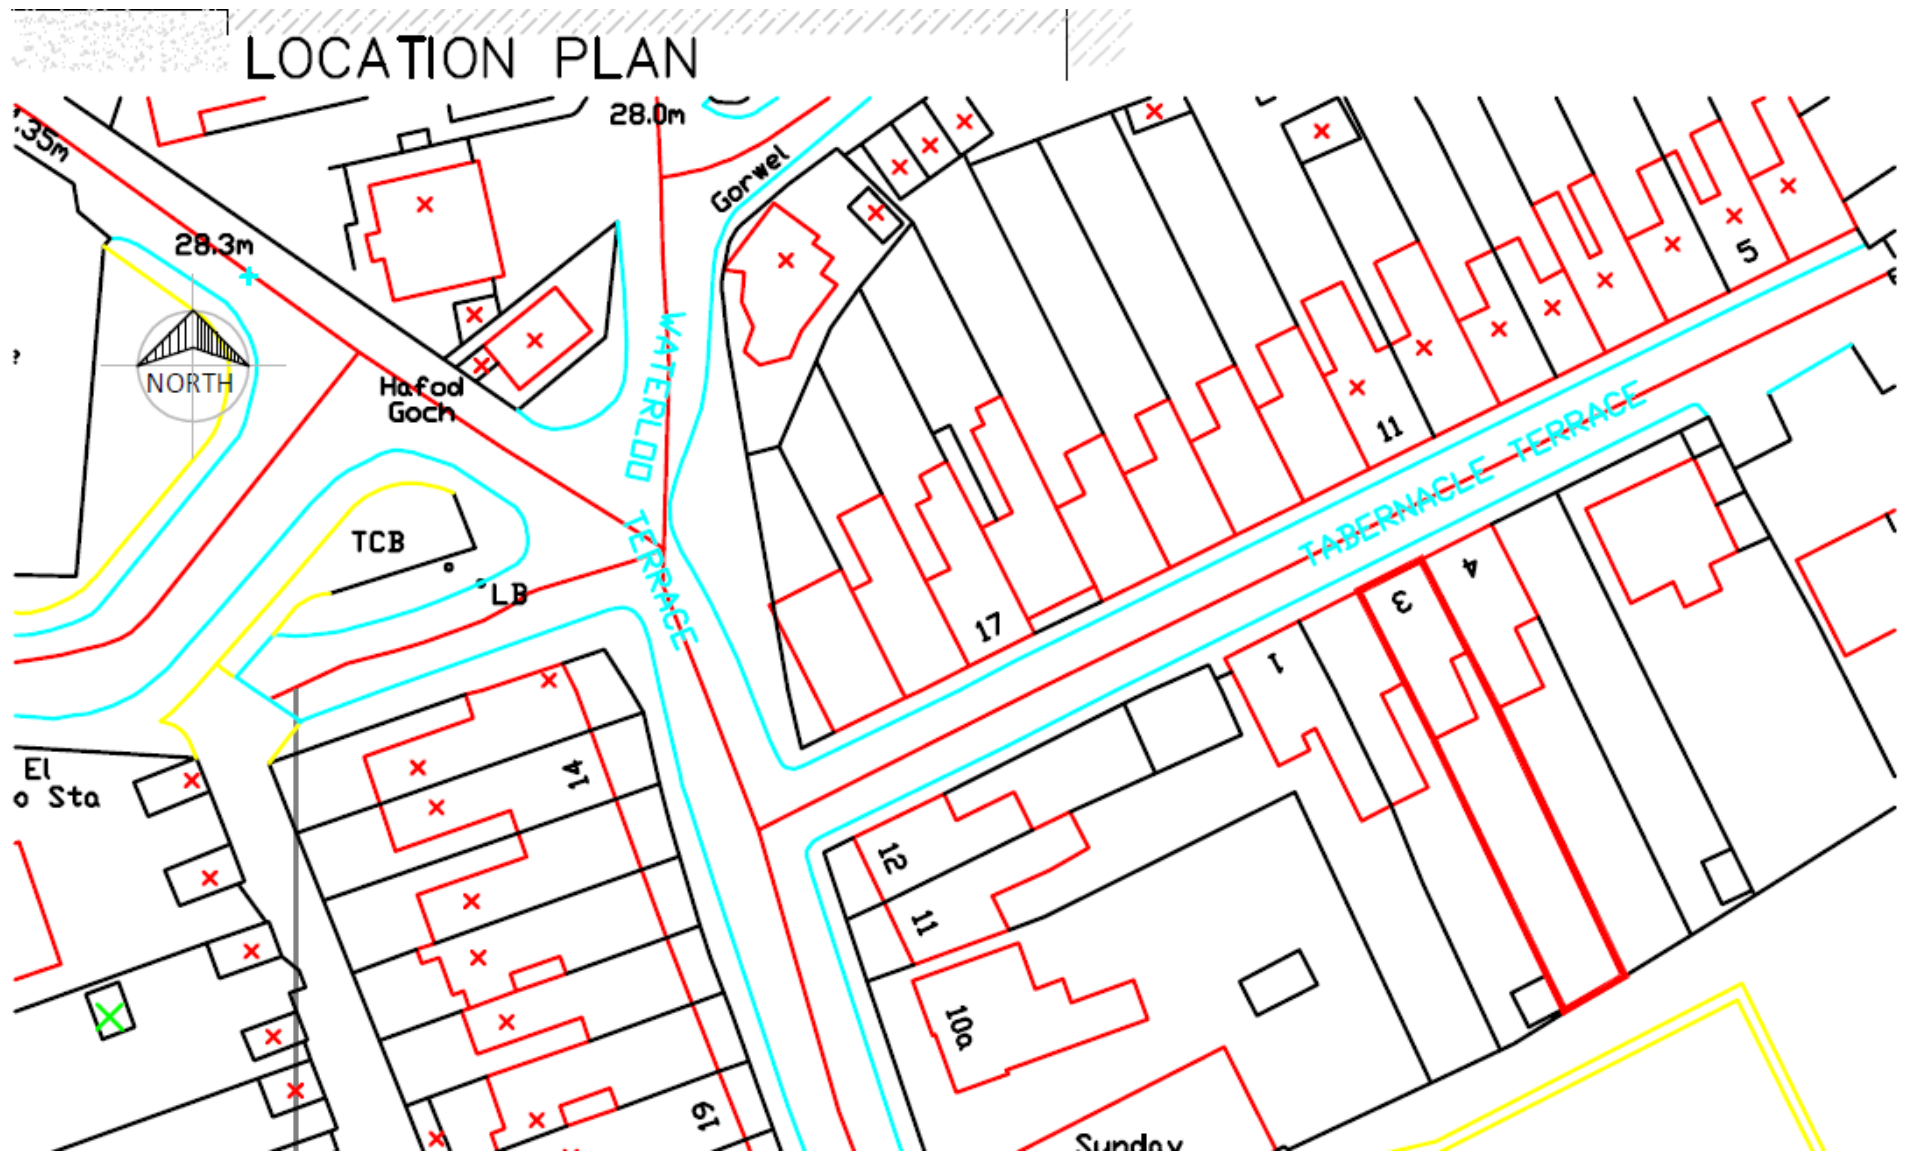 LOCATION PLAN
28.0m
.35m
Gorwel
28.3m
5
NORTH
Hafod
Goch
WATERLOO TERRACE
11
TABERNACLE TERRACE
TCB
LB
4
3
17
1
El
o Sta
14
12
11
10a
19
Sunday